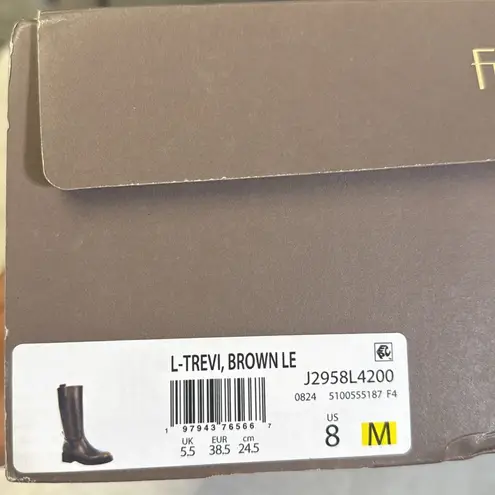 L-TREVI, BROWN LE
J2958L4200
0824 5100555187 F4
1 97943 76566 7
UK EUR cm
5.5 38.5 24.5
US
8 M